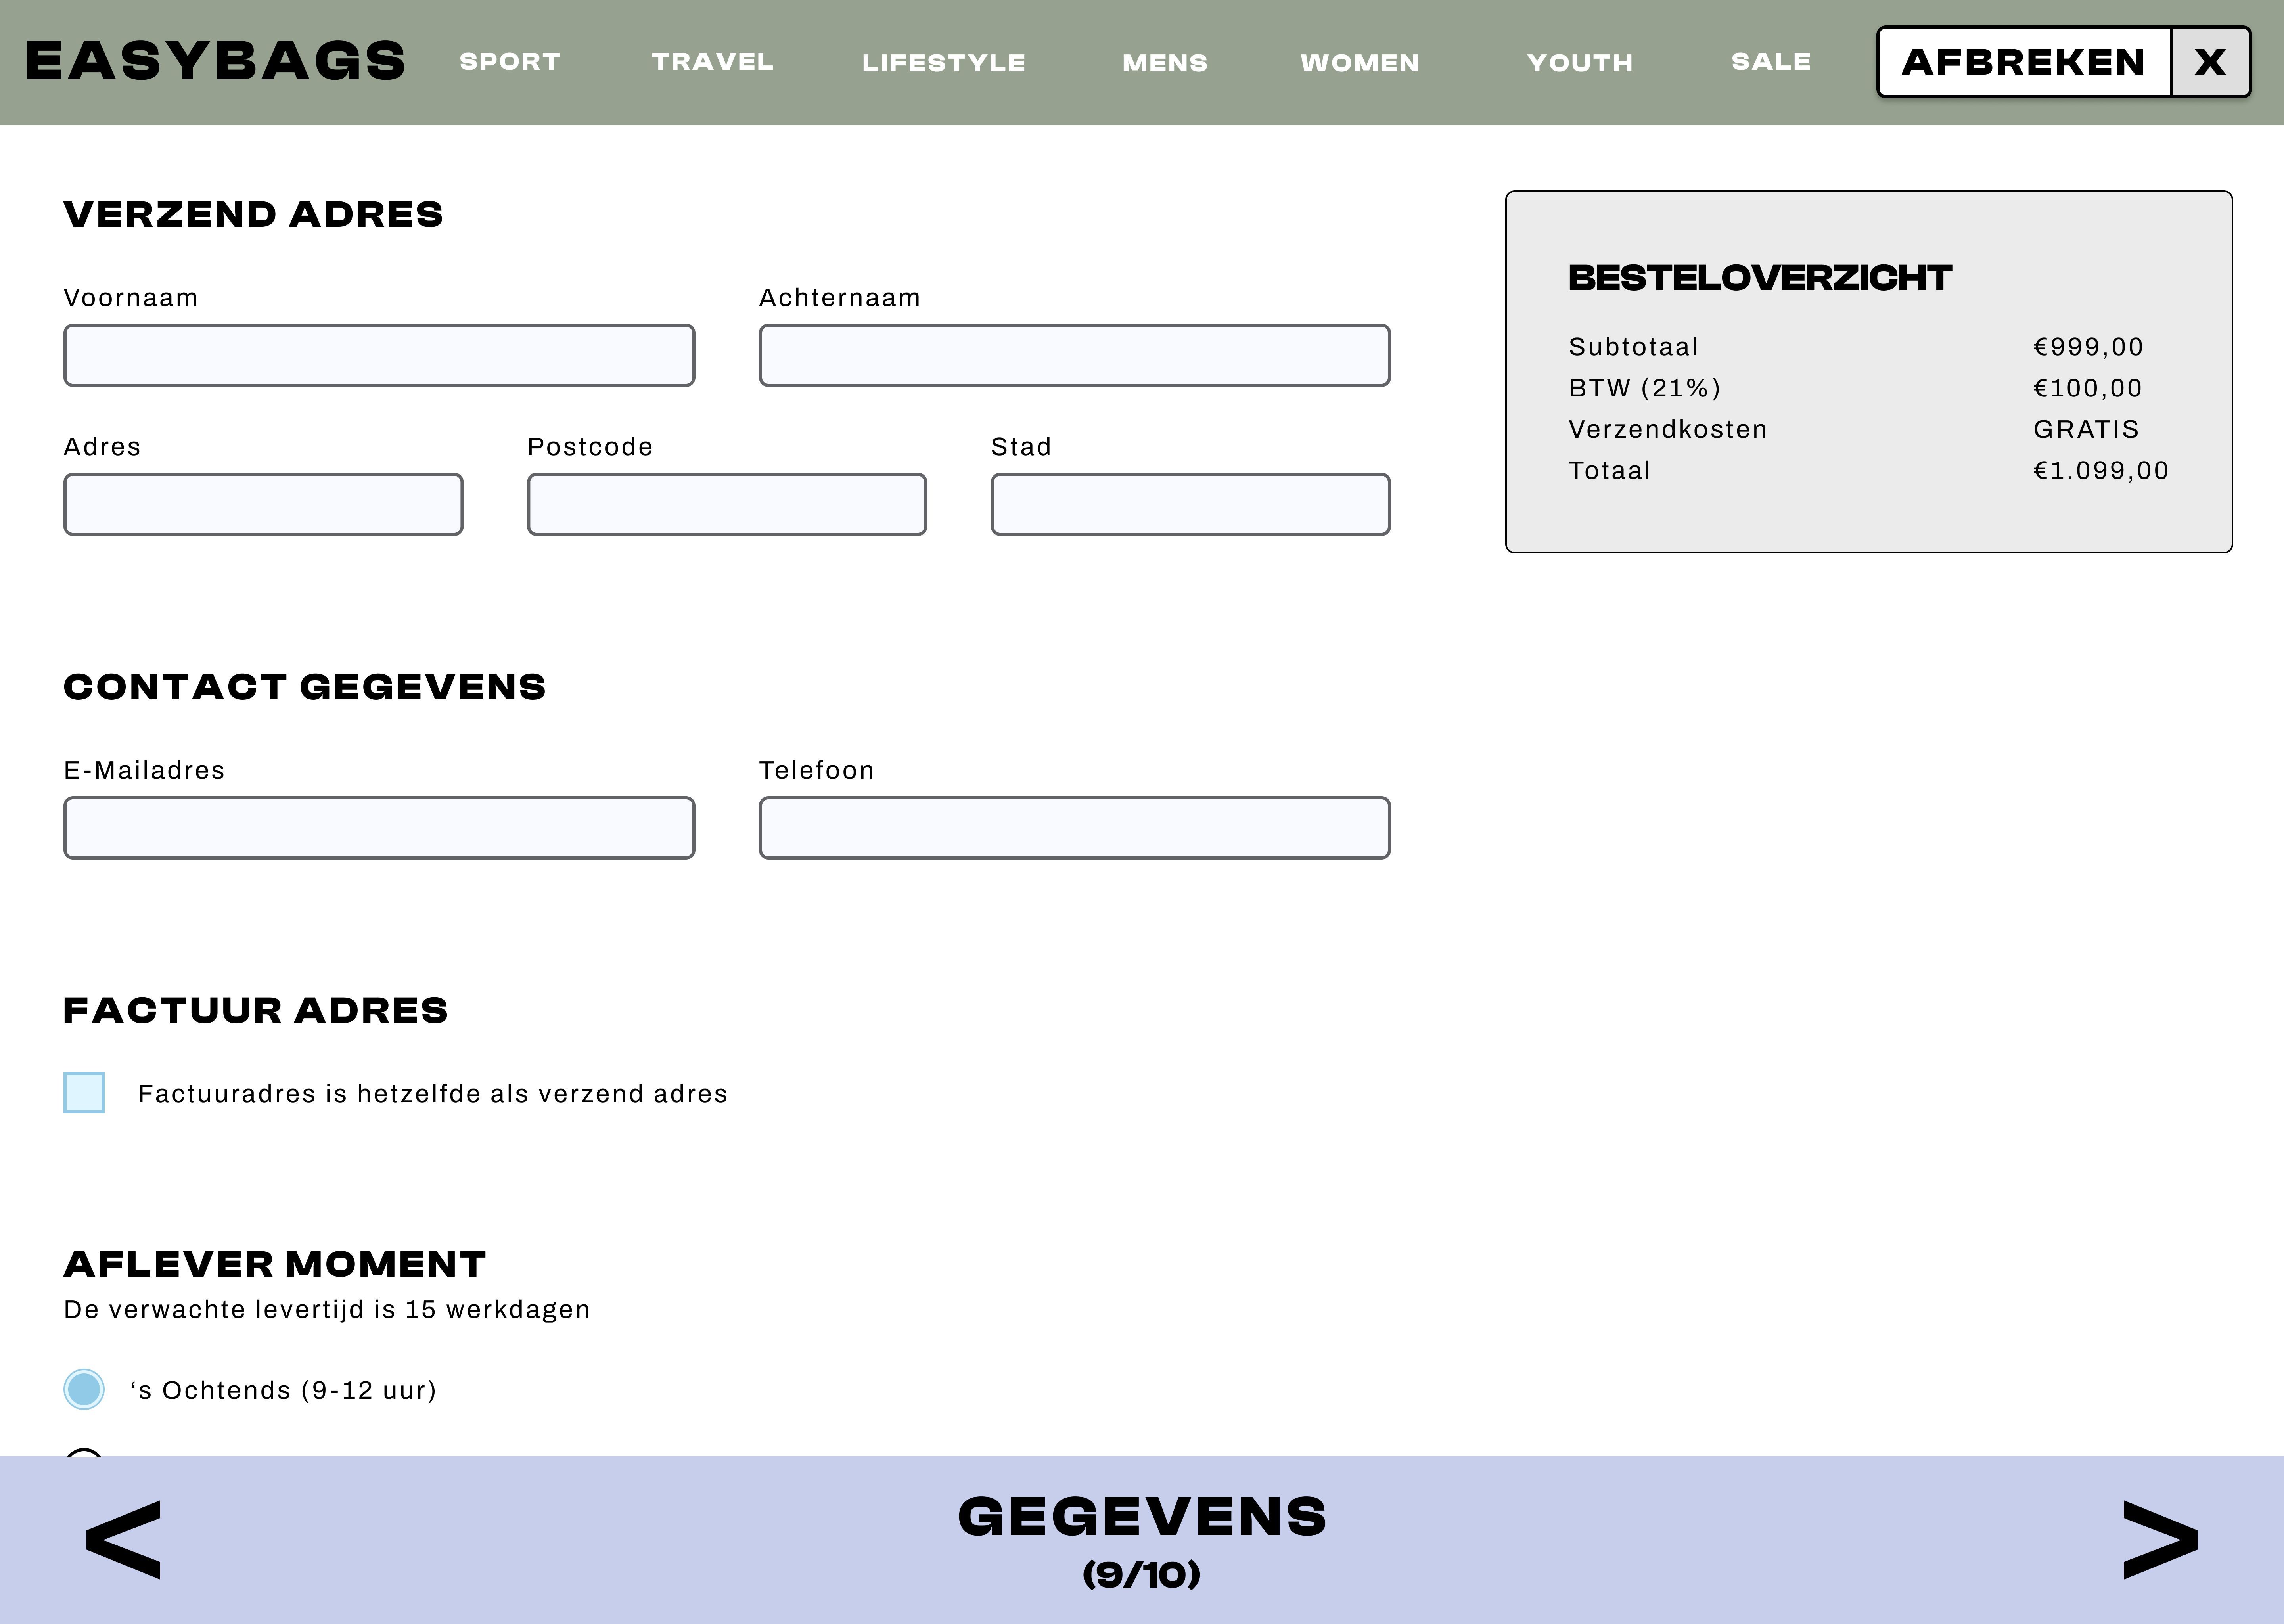 EASYBAGS SPORT TRAVEL LIFESTYLE MENS WOMEN YOUTH SALE AFBREKEN X
VERZEND ADRES
Voornaam Achternaam
Adres Postcode Stad
BESTELOVERZICHT
Subtotaal €999,00
BTW (21%) €100,00
Verzendkosten GRATIS
Totaal €1.099,00
CONTACT GEGEVENS
E-Mailadres Telefoon
FACTUUR ADRES
Factuuradres is hetzelfde als verzend adres
AFLEVER MOMENT
De verwachte levertijd is 15 werkdagen
‘s Ochtends (9-12 uur)
< GEGEVENS >
(9/10)